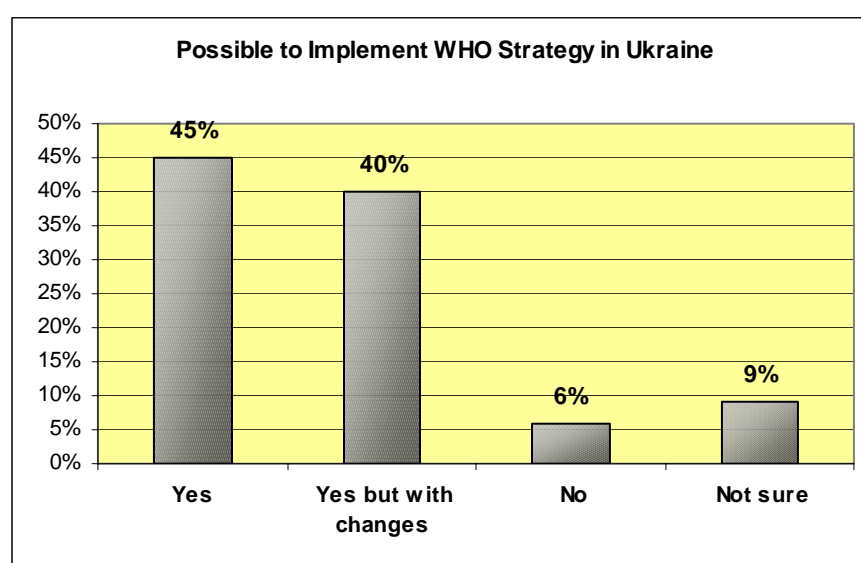 Possible to Implement WHO Strategy in Ukraine
50%
45%
40%
35%
30%
25%
20%
15%
10%
5%
0%
45%
40%
6%
9%
Yes
Yes but with
changes
No
Not sure